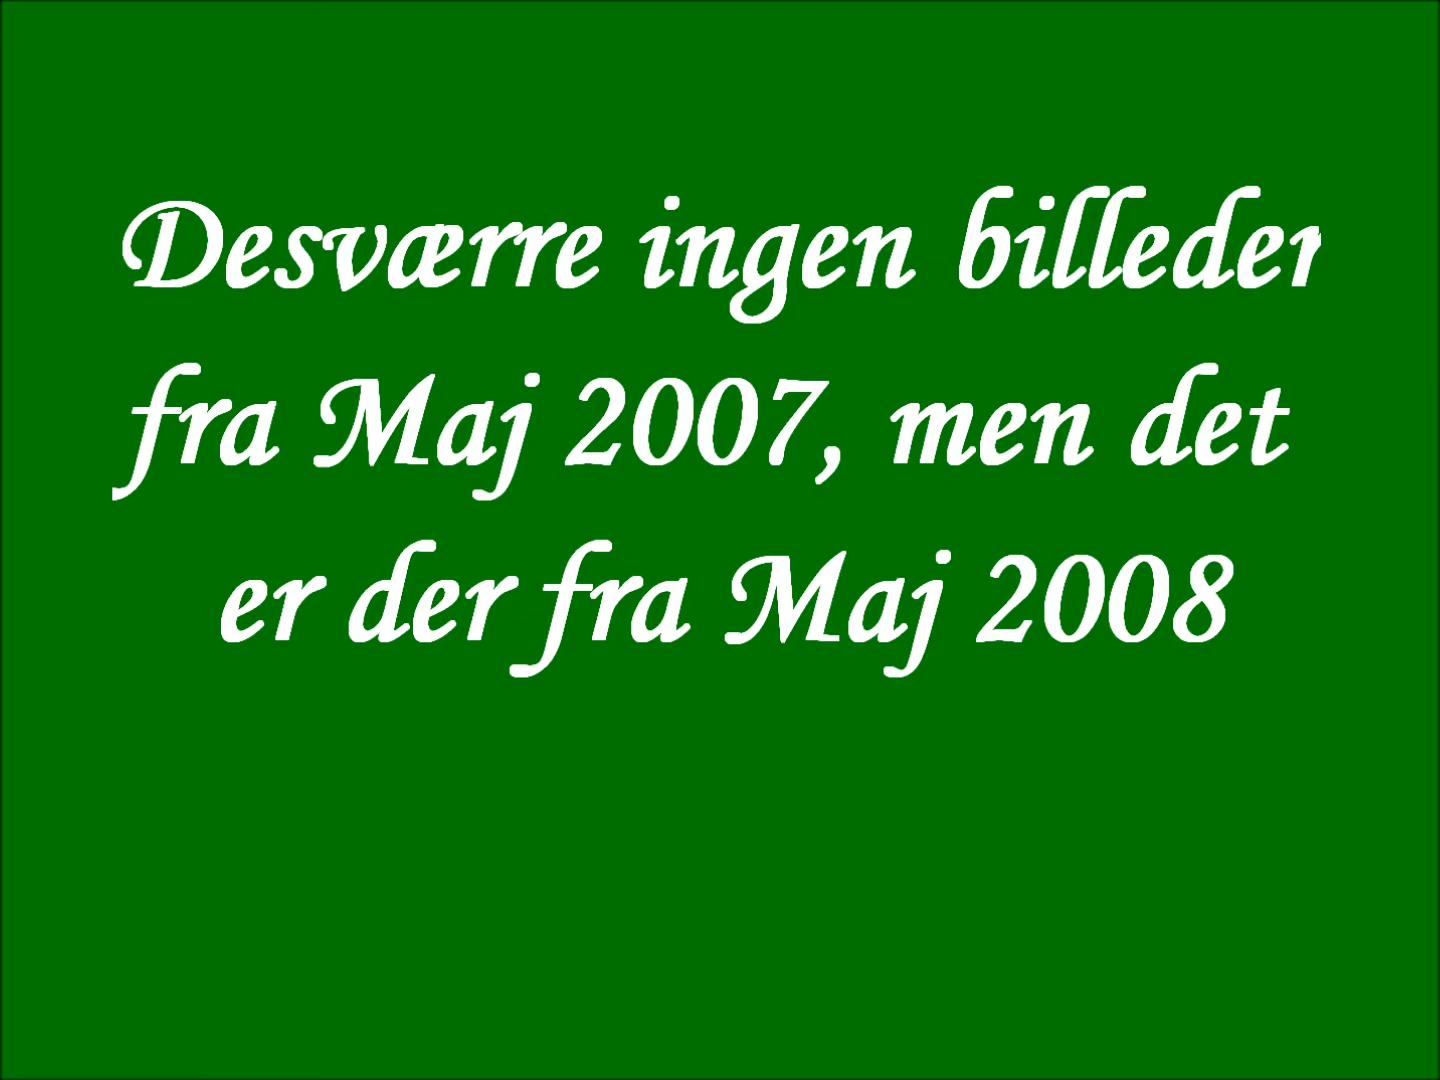 Desværre ingen billeder
fra Maj 2007, men det
er der fra Maj 2008